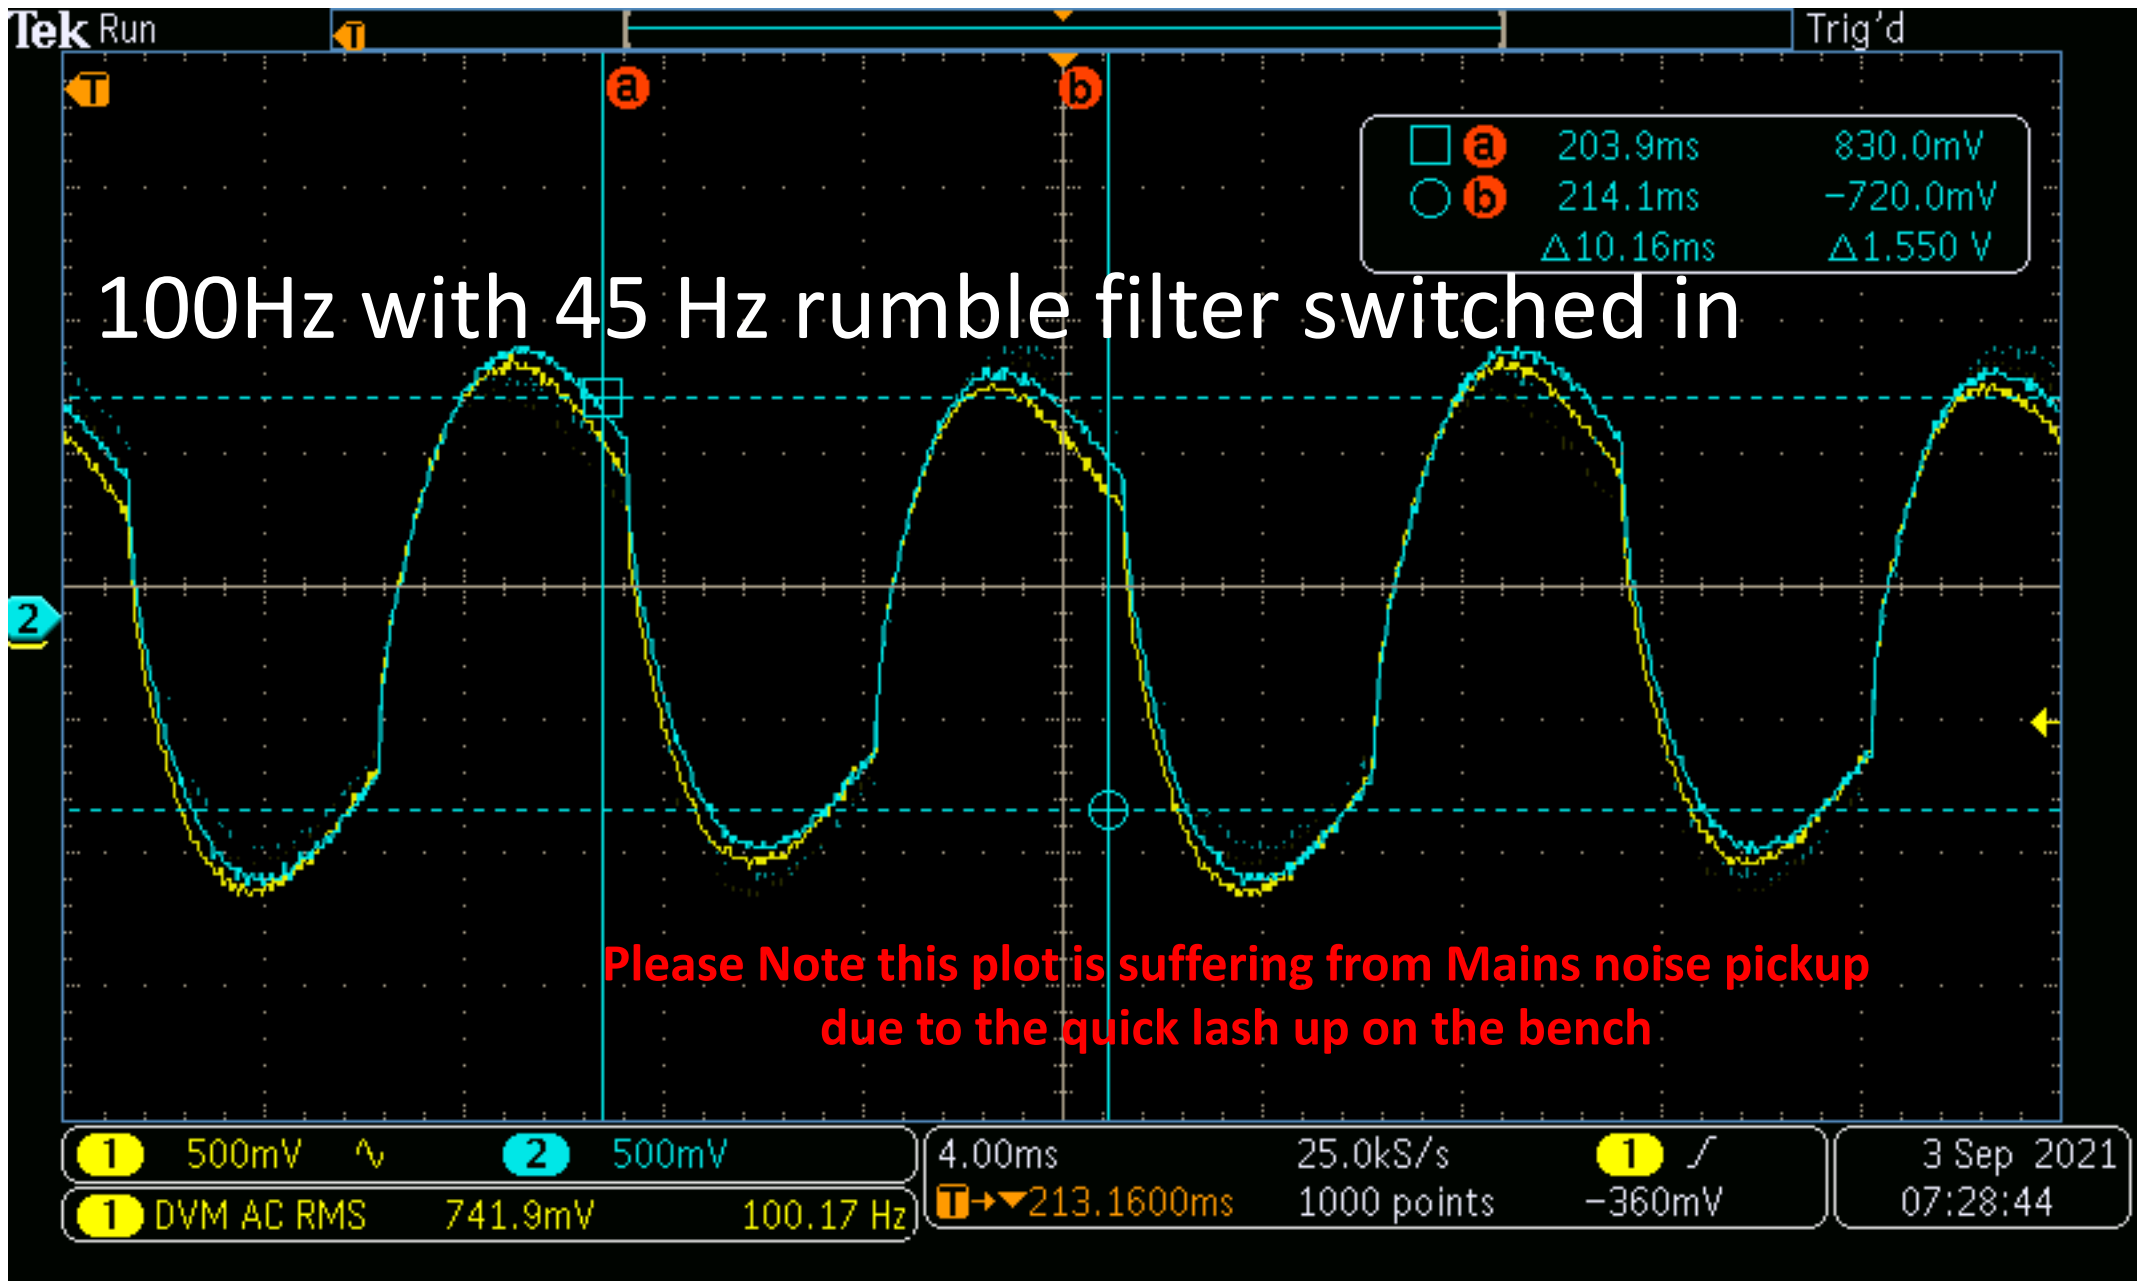 Tek Run
Trig'd
T
T a b
a 203.9ms 830.0mV
b 214.1ms −720.0mV
Δ10.16ms Δ1.550 V
100Hz with 45 Hz rumble filter switched in
2
Please Note this plot is suffering from Mains noise pickup
due to the quick lash up on the bench
1 500mV 2 500mV
1 DVM AC RMS 741.9mV 100.17 Hz
4.00ms 25.0kS/s 1
T→▼213.1600ms 1000 points −360mV
3 Sep 2021
07:28:44